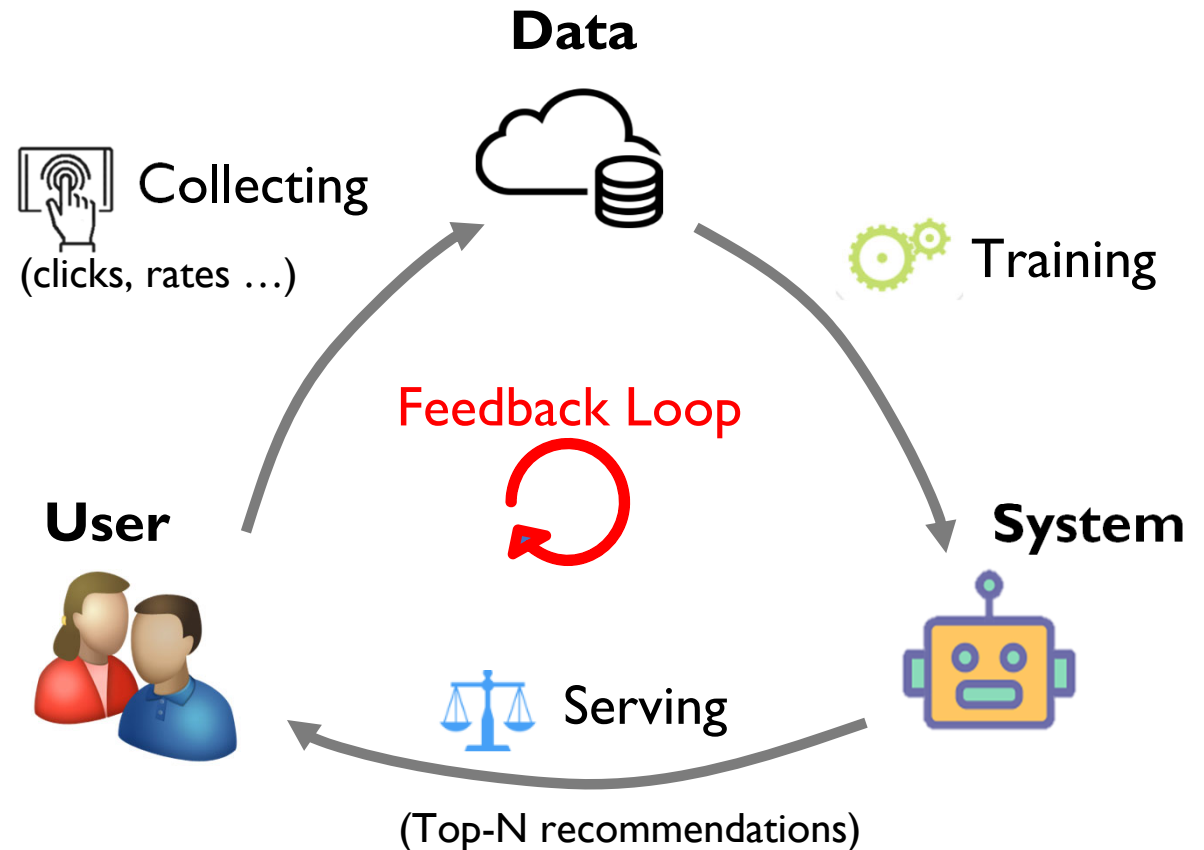 Data
Collecting
(clicks, rates …)
Training
Feedback Loop
User
System
Serving
(Top-N recommendations)